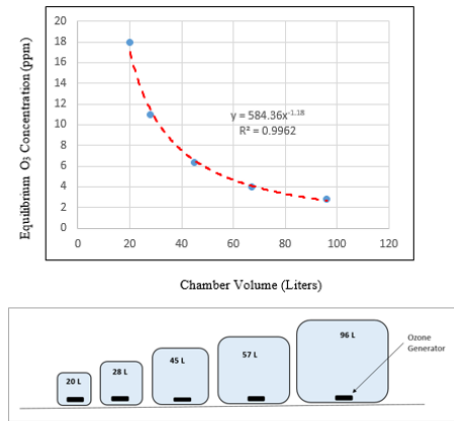 20
18
16
14
12
10
8
6
4
2
0
Equilibrium O₃ Concentration (ppm)
y = 584.36x⁻¹·¹⁸
R² = 0.9962
0 20 40 60 80 100 120
Chamber Volume (Liters)
20 L
28 L
45 L
57 L
96 L
Ozone
Generator